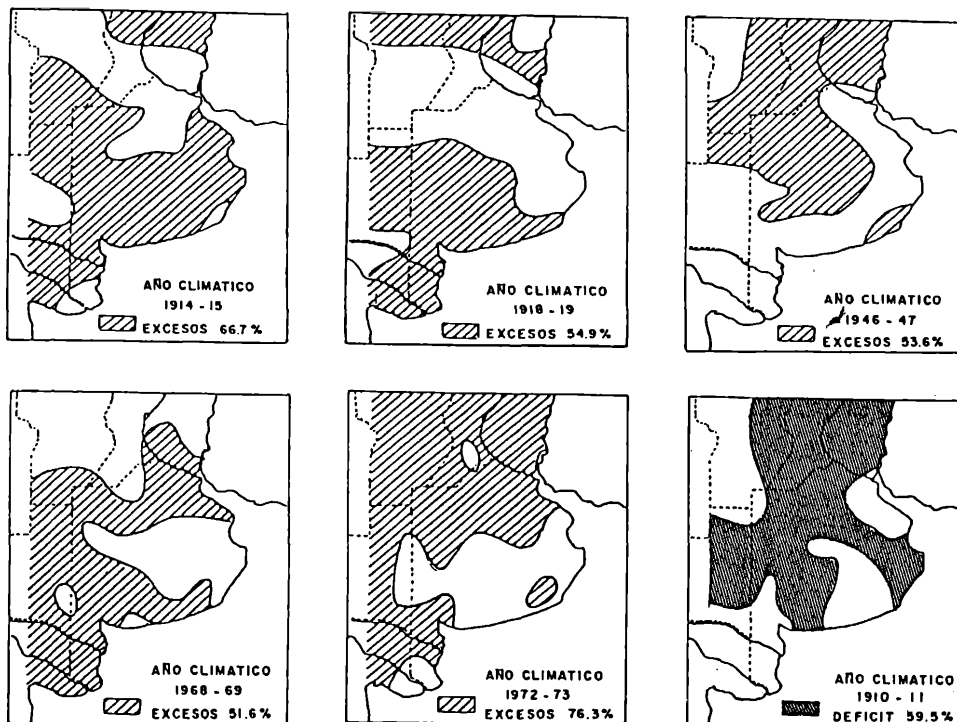 AÑO CLIMATICO
1914 - 15
EXCESOS 66.7%
AÑO CLIMATICO
1918 - 19
EXCESOS 54.9%
AÑO CLIMATICO
1946 - 47
EXCESOS 53.6%
AÑO CLIMATICO
1968 - 69
EXCESOS 51.6%
AÑO CLIMATICO
1972 - 73
EXCESOS 76.3%
AÑO CLIMATICO
1910 - 11
DEFICIT 59.5%